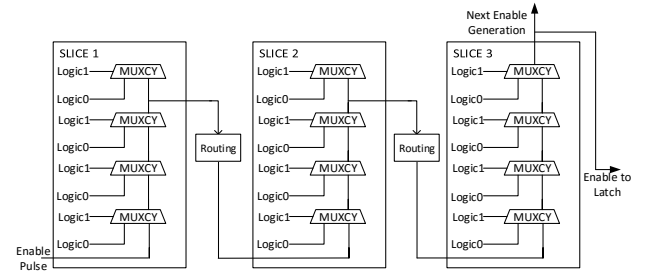 Next Enable
Generation
SLICE 1
Logic1
MUXCY
Logic0
Logic1
MUXCY
Logic0
Logic1
MUXCY
Logic0
Logic1
MUXCY
Logic0
Enable
Pulse
Routing
SLICE 2
Logic1
MUXCY
Logic0
Logic1
MUXCY
Logic0
Logic1
MUXCY
Logic0
Logic1
MUXCY
Logic0
Routing
SLICE 3
Logic1
MUXCY
Logic0
Logic1
MUXCY
Logic0
Logic1
MUXCY
Logic0
Logic1
MUXCY
Logic0
Enable to
Latch